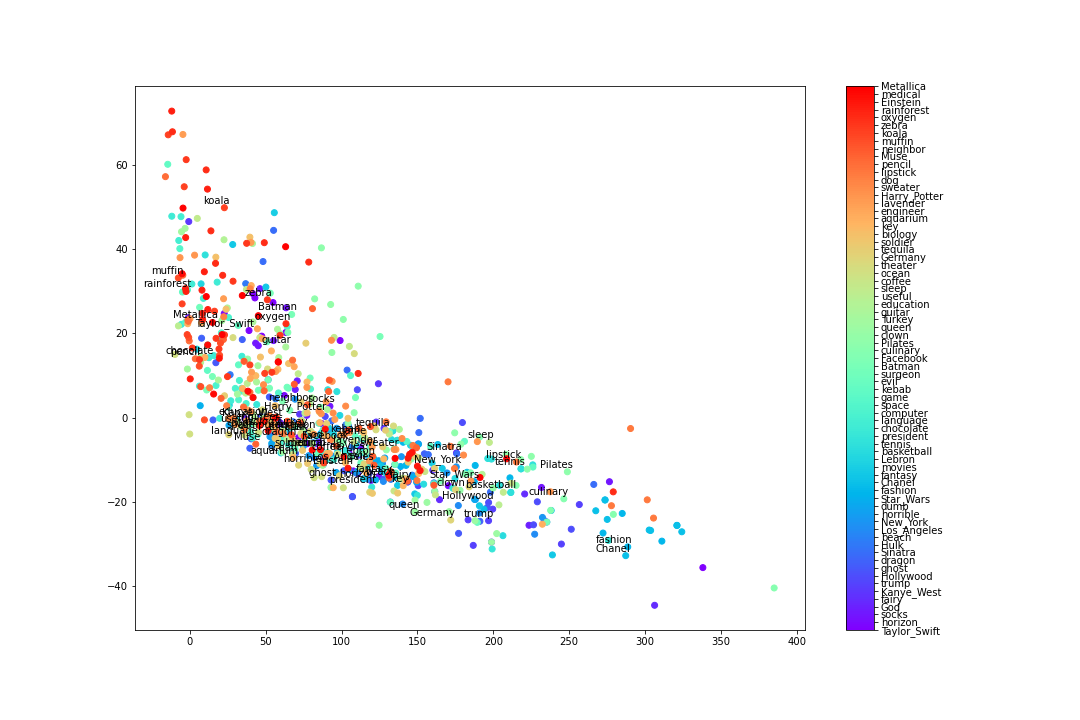 60
40
20
0
−20
−40
0
50
100
150
200
250
300
350
400
koala
muffin
rainforest
zebra
Batman
oxygen
Metallica
Taylor_Swift
guitar
chocolate
neighbor
socks
Harry_Potter
tequila
language
Muse
dragon
aquarium
sleep
Sinatra
lipstick
tennis
Pilates
New_York
Star_Wars
clown
basketball
ghost
fantasy
president
key
Hollywood
culinary
queen
Germany
trump
fashion
Chanel
Metallica
medical
Einstein
rainforest
oxygen
zebra
koala
muffin
neighbor
Muse
pencil
lipstick
dog
sweater
Harry_Potter
lavender
engineer
aquarium
key
biology
soldier
tequila
Germany
theater
ocean
coffee
sleep
useful
education
guitar
Turkey
queen
clown
Pilates
culinary
Facebook
Batman
surgeon
evil
kebab
game
space
computer
language
chocolate
president
tennis
basketball
Lebron
movies
fantasy
Chanel
fashion
Star_Wars
dump
horrible
New_York
Los_Angeles
beach
Hulk
Sinatra
dragon
ghost
Hollywood
trump
Kanye_West
fairy
God
socks
horizon
Taylor_Swift